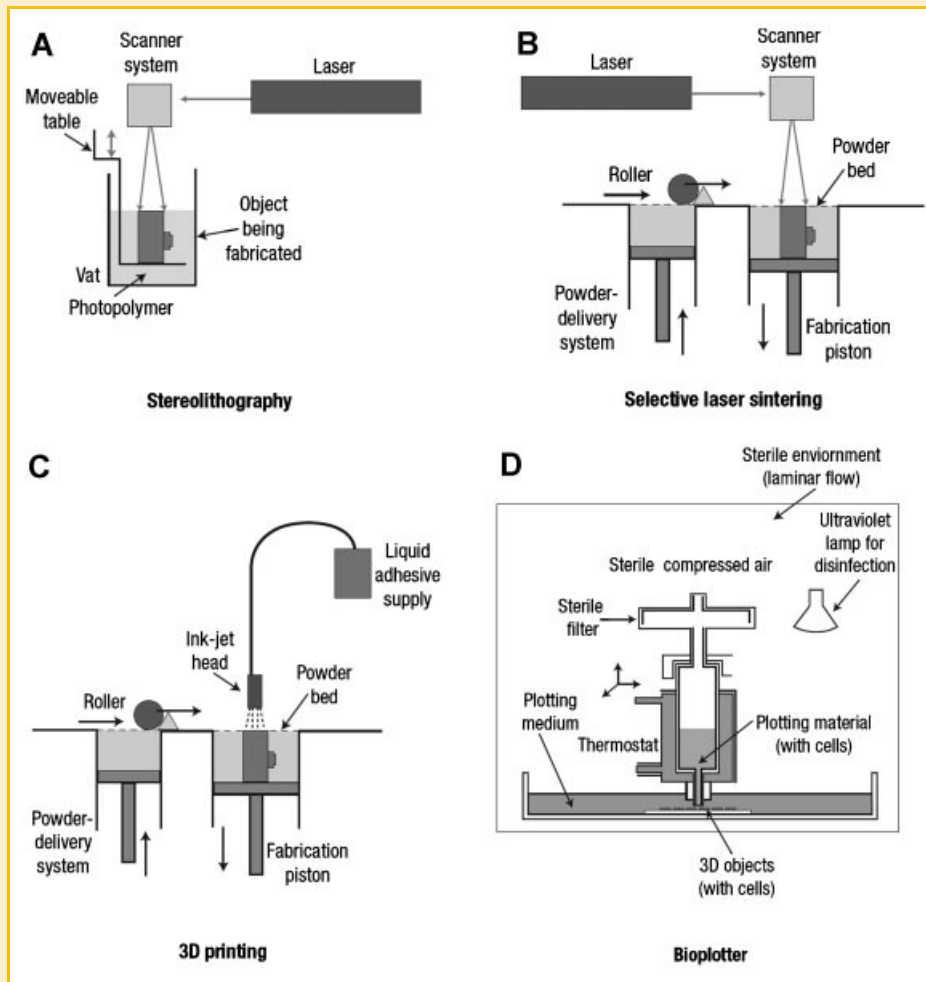 A
Scanner
system
Laser
Moveable
table
Object
being
fabricated
Vat
Photopolymer
Stereolithography
B
Laser
Scanner
system
Roller
Powder
bed
Powder-
delivery
system
Fabrication
piston
Selective laser sintering
C
Liquid
adhesive
supply
Ink-jet
head
Roller
Powder
bed
Powder-
delivery
system
Fabrication
piston
3D printing
D
Sterile enviornment
(laminar flow)
Ultraviolet
lamp for
disinfection
Sterile compressed air
Sterile
filter
Plotting
medium
Thermostat
Plotting material
(with cells)
3D objects
(with cells)
Bioplotter